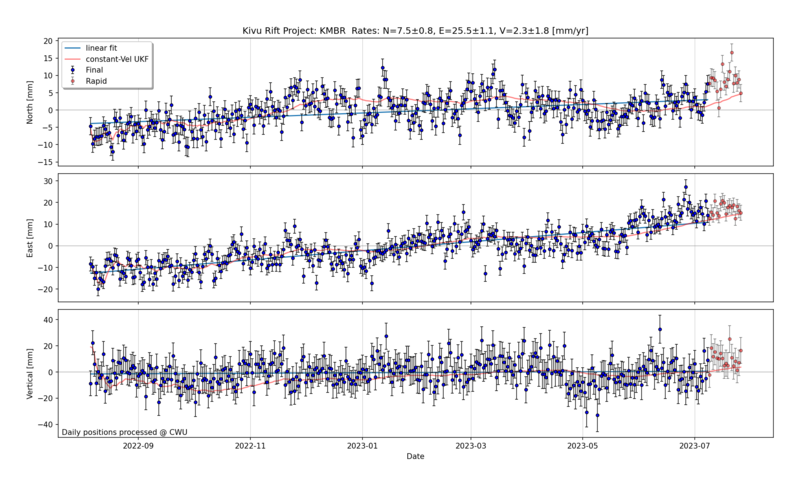 Kivu Rift Project: KMBR Rates: N=7.5±0.8, E=25.5±1.1, V=2.3±1.8 [mm/yr]
linear fit
constant-Vel UKF
Final
Rapid
North [mm]
20
15
10
5
0
−5
−10
−15
East [mm]
30
20
10
0
−10
−20
Vertical [mm]
40
20
0
−20
−40
Daily positions processed @ CWU
2022-09 2022-11 2023-01 2023-03 2023-05 2023-07
Date